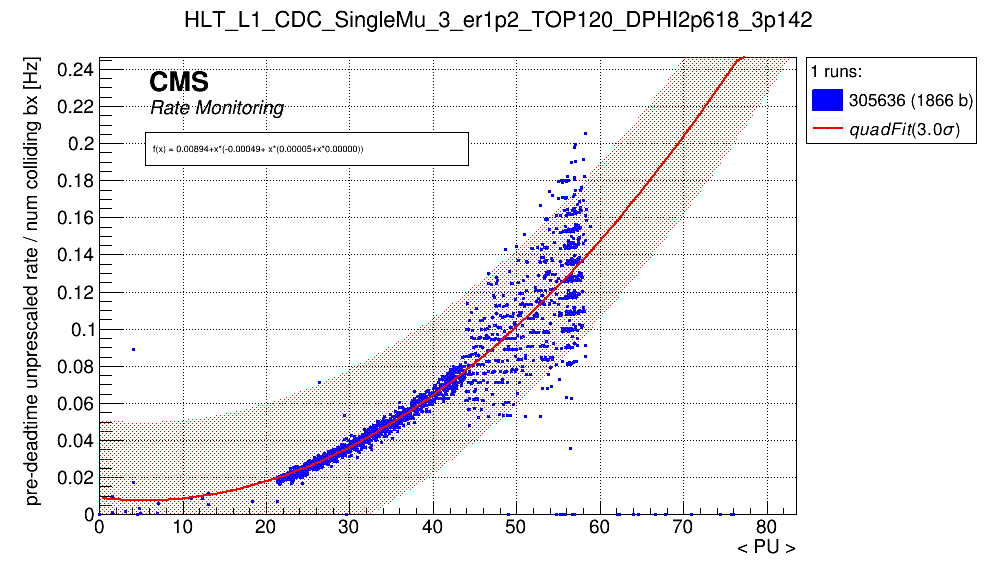 HLT_L1_CDC_SingleMu_3_er1p2_TOP120_DPHI2p618_3p142
pre-deadtime unprescaled rate / num colliding bx [Hz]
CMS
Rate Monitoring
f(x) = 0.00894+x*(-0.00049+ x*(0.00005+x*0.00000))
0.24
0.22
0.2
0.18
0.16
0.14
0.12
0.1
0.08
0.06
0.04
0.02
0
0 10 20 30 40 50 60 70 80
< PU >
1 runs:
305636 (1866 b)
quadFit(3.0σ)